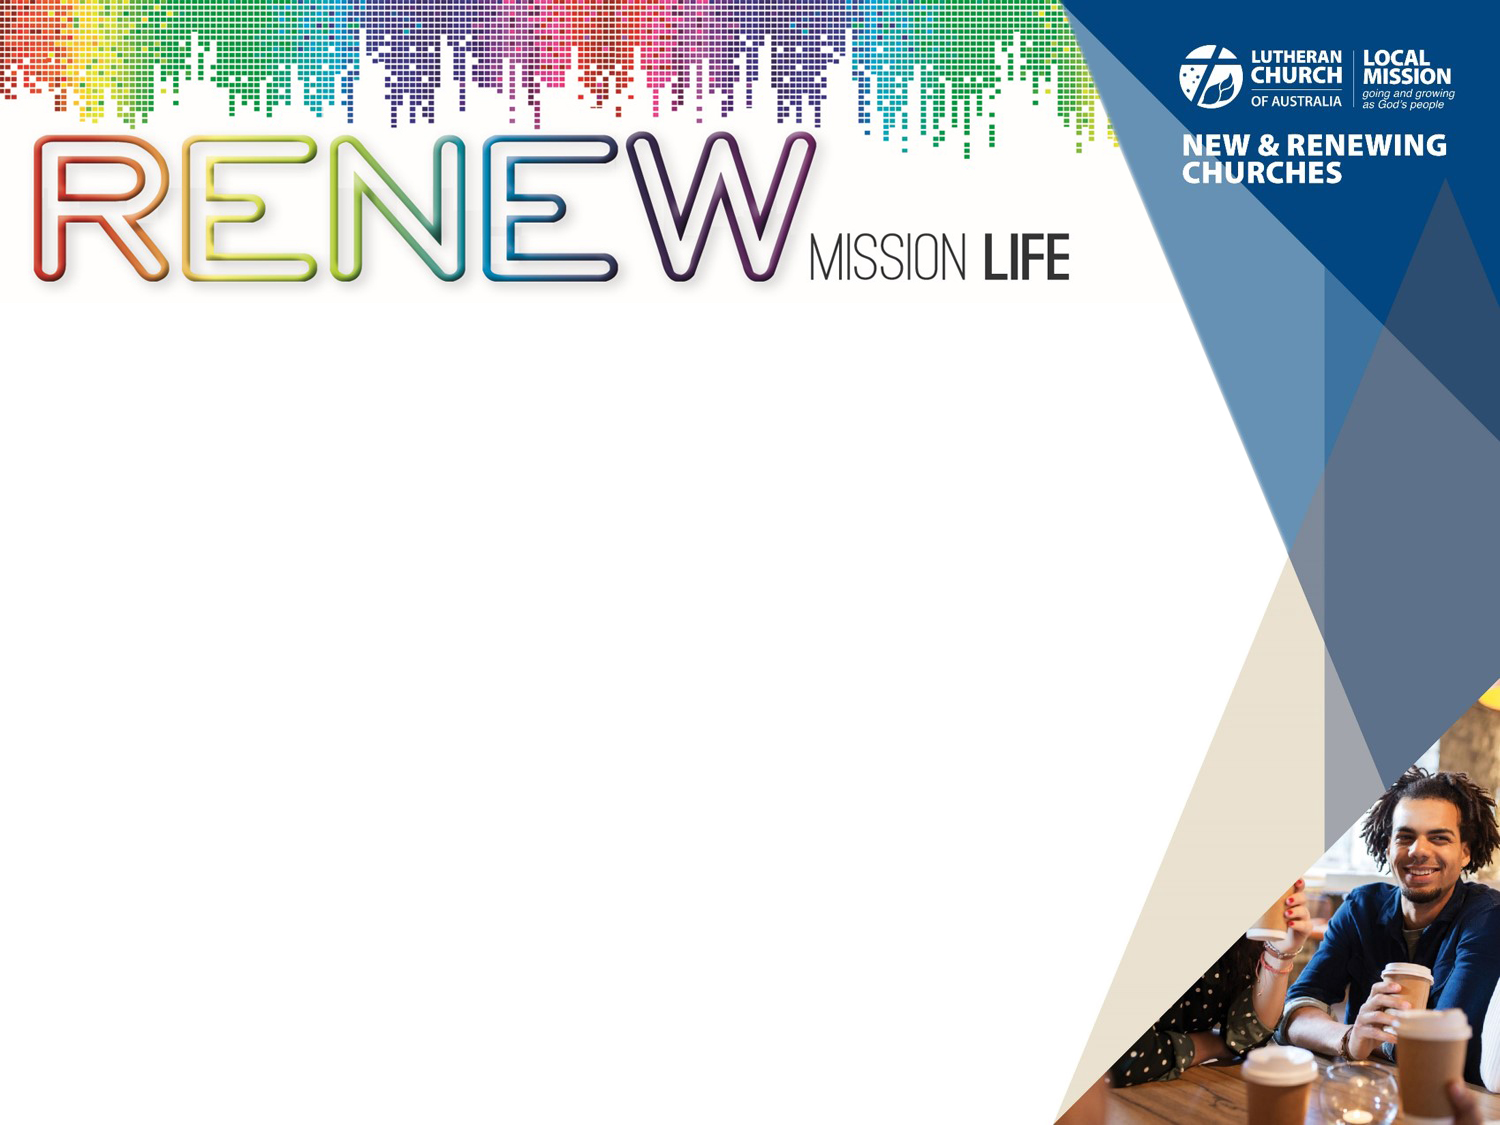 LUTHERAN
CHURCH
OF AUSTRALIA
LOCAL
MISSION
going and growing
as God's people
NEW & RENEWING
CHURCHES
RENEW MISSION LIFE